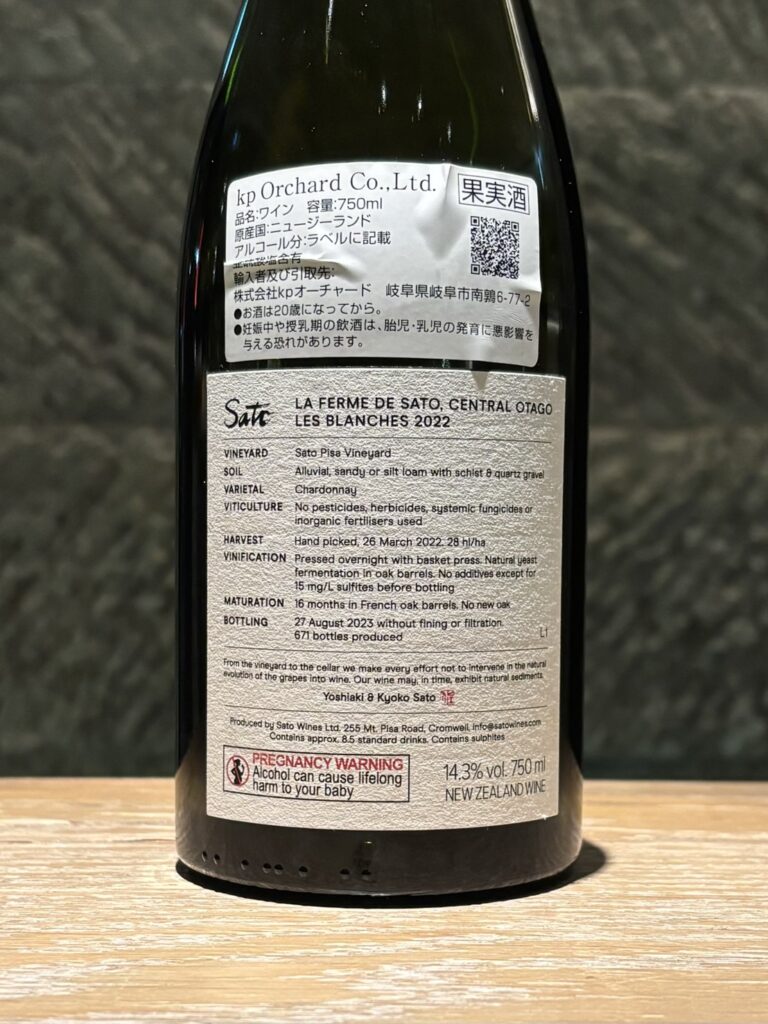 kp Orchard Co.,Ltd.
果実酒
品名:ワイン 容量:750ml
原産国:ニュージーランド
アルコール分:ラベルに記載
亜硫酸塩含有
輸入者及び引取先:
株式会社kpオーチャード 岐阜県岐阜市南鶉6-77-2
●お酒は20歳になってから。
●妊娠中や授乳期の飲酒は、胎児・乳児の発育に悪影響を
与える恐れがあります。
Sato
LA FERME DE SATO, CENTRAL OTAGO
LES BLANCHES 2022
VINEYARD Sato Pisa Vineyard
SOIL Alluvial, sandy or silt loam with schist & quartz gravel
VARIETAL Chardonnay
VITICULTURE No pesticides, herbicides, systemic fungicides or
inorganic fertilisers used
HARVEST Hand picked, 26 March 2022. 28 hl/ha
VINIFICATION Pressed overnight with basket press. Natural yeast
fermentation in oak barrels. No additives except for
15 mg/L sulfites before bottling
MATURATION 16 months in French oak barrels. No new oak
BOTTLING 27 August 2023 without fining or filtration.
671 bottles produced
L1
From the vineyard to the cellar we make every effort not to intervene in the natural
evolution of the grapes into wine. Our wine may, in time, exhibit natural sediments.
Yoshiaki & Kyoko Sato
Produced by Sato Wines Ltd. 255 Mt. Pisa Road, Cromwell, info@satowines.com
Contains approx. 8.5 standard drinks. Contains sulphites
PREGNANCY WARNING
Alcohol can cause lifelong
harm to your baby
14.3% vol. 750 ml
NEW ZEALAND WINE